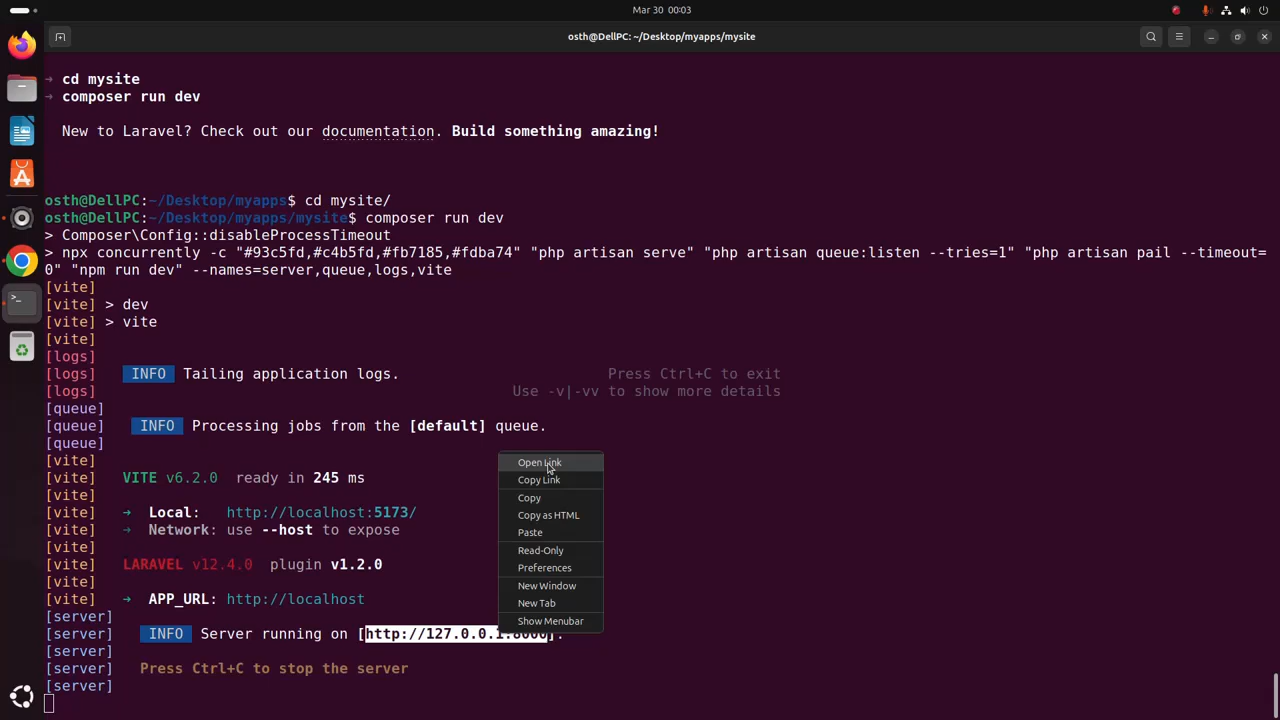 Mar 30 00:03
osth@DellPC: ~/Desktop/myapps/mysite
→ cd mysite
→ composer run dev
New to Laravel? Check out our documentation. Build something amazing!
osth@DellPC:~/Desktop/myapps$ cd mysite/
osth@DellPC:~/Desktop/myapps/mysite$ composer run dev
> Composer\Config::disableProcessTimeout
> npx concurrently -c "#93c5fd,#c4b5fd,#fb7185,#fdba74" "php artisan serve" "php artisan queue:listen --tries=1" "php artisan pail --timeout=
0" "npm run dev" --names=server,queue,logs,vite
[vite]
[vite] > dev
[vite] > vite
[vite]
[logs]
[logs] INFO Tailing application logs. Press Ctrl+C to exit
[logs] Use -v|-vv to show more details
[queue]
[queue] INFO Processing jobs from the [default] queue.
[queue]
[vite]
[vite] VITE v6.2.0 ready in 245 ms
[vite]
[vite] → Local: http://localhost:5173/
[vite] → Network: use --host to expose
[vite]
[vite] LARAVEL v12.4.0 plugin v1.2.0
[vite]
[vite] → APP_URL: http://localhost
[server]
[server] INFO Server running on [http://127.0.0.1:8000].
[server]
[server] Press Ctrl+C to stop the server
[server]
Open Link
Copy Link
Copy
Copy as HTML
Paste
Read-Only
Preferences
New Window
New Tab
Show Menubar